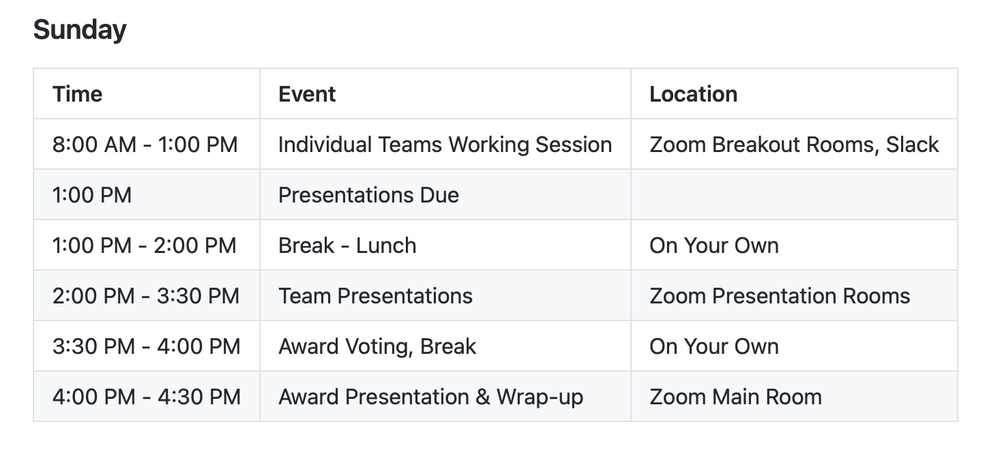 Sunday
Time Event Location
8:00 AM - 1:00 PM Individual Teams Working Session Zoom Breakout Rooms, Slack
1:00 PM Presentations Due
1:00 PM - 2:00 PM Break - Lunch On Your Own
2:00 PM - 3:30 PM Team Presentations Zoom Presentation Rooms
3:30 PM - 4:00 PM Award Voting, Break On Your Own
4:00 PM - 4:30 PM Award Presentation & Wrap-up Zoom Main Room